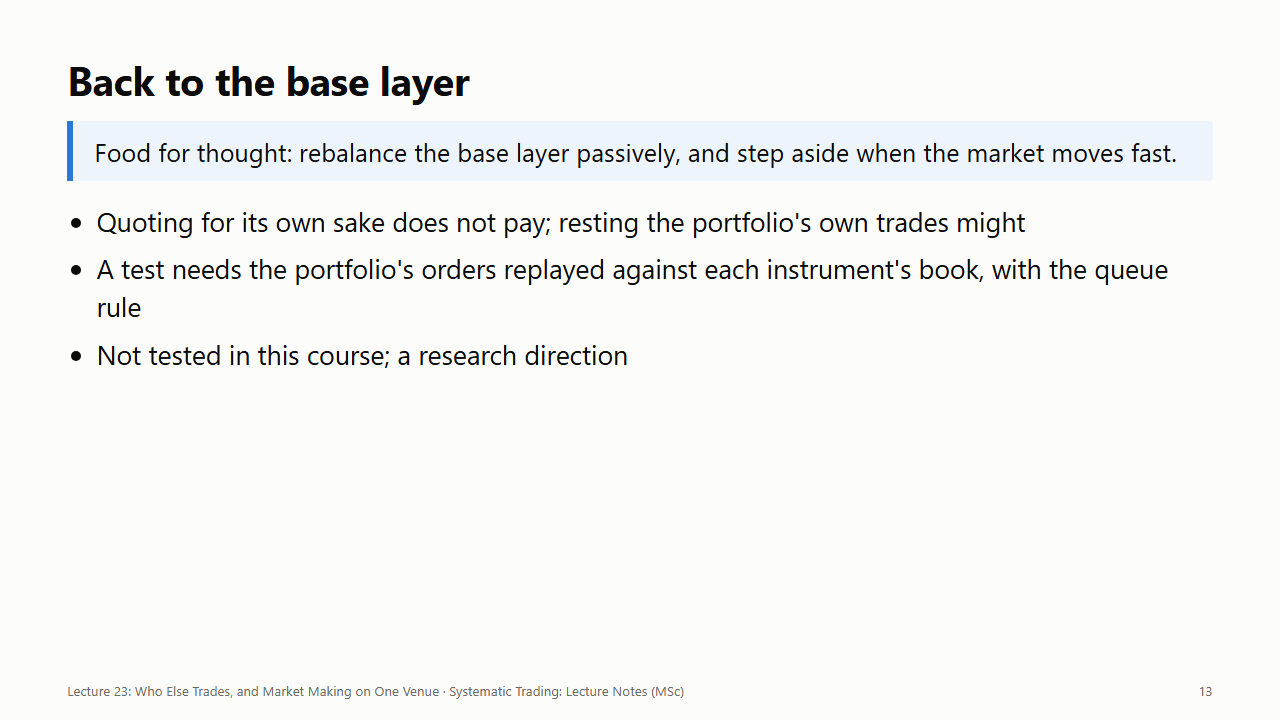 Back to the base layer
Food for thought: rebalance the base layer passively, and step aside when the market moves fast.
• Quoting for its own sake does not pay; resting the portfolio's own trades might
• A test needs the portfolio's orders replayed against each instrument's book, with the queue
rule
• Not tested in this course; a research direction
Lecture 23: Who Else Trades, and Market Making on One Venue · Systematic Trading: Lecture Notes (MSc)
13